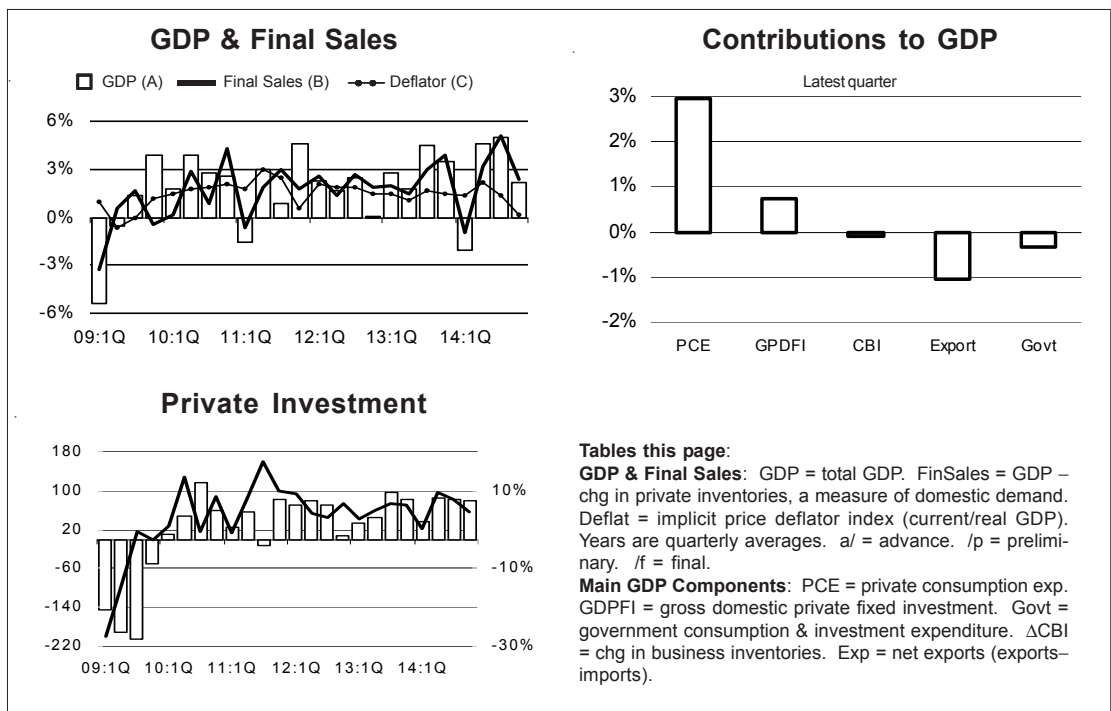 GDP & Final Sales
GDP (A) Final Sales (B) Deflator (C)
6%
3%
0%
-3%
-6%
09:1Q 10:1Q 11:1Q 12:1Q 13:1Q 14:1Q
Contributions to GDP
Latest quarter
3%
2%
1%
0%
-1%
-2%
PCE GPDFI CBI Export Govt
Private Investment
180
100 10%
20
-60 -10%
-140
-220 -30%
09:1Q 10:1Q 11:1Q 12:1Q 13:1Q 14:1Q
Tables this page:
GDP & Final Sales: GDP = total GDP. FinSales = GDP –
chg in private inventories, a measure of domestic demand.
Deflat = implicit price deflator index (current/real GDP).
Years are quarterly averages. a/ = advance. /p = prelimi-
nary. /f = final.
Main GDP Components: PCE = private consumption exp.
GDPFI = gross domestic private fixed investment. Govt =
government consumption & investment expenditure. ΔCBI
= chg in business inventories. Exp = net exports (exports–
imports).